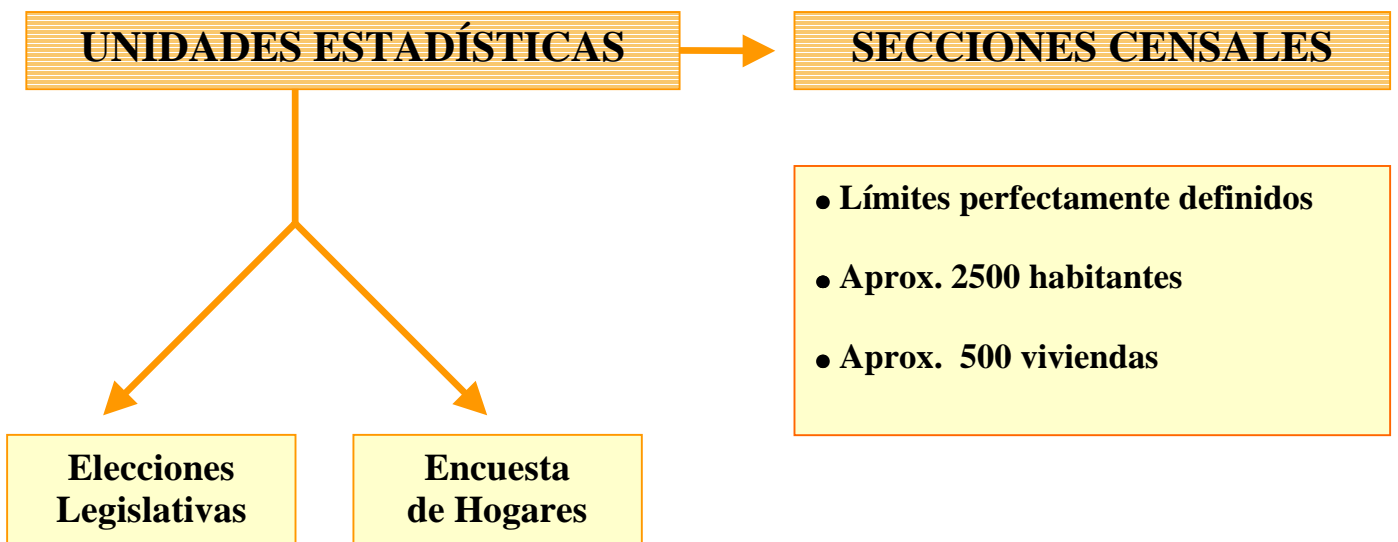 UNIDADES ESTADÍSTICAS
SECCIONES CENSALES
• Límites perfectamente definidos
• Aprox. 2500 habitantes
• Aprox. 500 viviendas
Elecciones
Legislativas
Encuesta
de Hogares